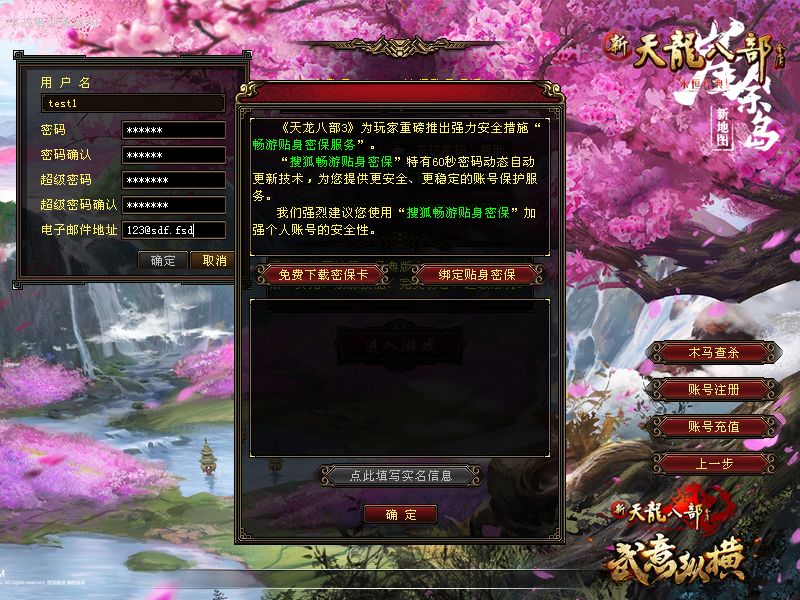 用户名
test1
密码 ******
密码确认 ******
超级密码 *******
超级密码确认 *******
电子邮件地址 123@sdf.fsd
确定 取消
《天龙八部3》为玩家重磅推出强力安全措施“
畅游贴身密保服务”。
“搜狐畅游贴身密保”特有60秒密码动态自动
更新技术，为您提供更安全、更稳定的账号保护服
务。
我们强烈建议您使用“搜狐畅游贴身密保”加
强个人账号的安全性。
免费下载密保卡 绑定贴身密保
进入游戏
点此填写实名信息
确定
新天龍八部
新地图
木马查杀
账号注册
账号充值
上一步
新天龍八部
武意纵横
All rights reserved.